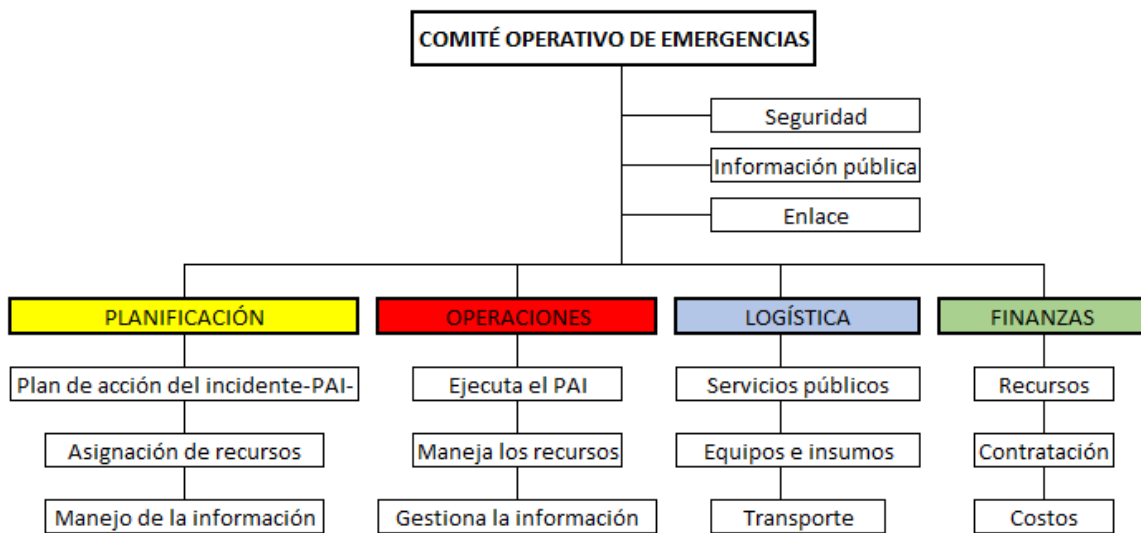 COMITÉ OPERATIVO DE EMERGENCIAS
Seguridad
Información pública
Enlace
PLANIFICACIÓN
OPERACIONES
LOGÍSTICA
FINANZAS
Plan de acción del incidente-PAI-
Ejecuta el PAI
Servicios públicos
Recursos
Asignación de recursos
Maneja los recursos
Equipos e insumos
Contratación
Manejo de la información
Gestiona la información
Transporte
Costos